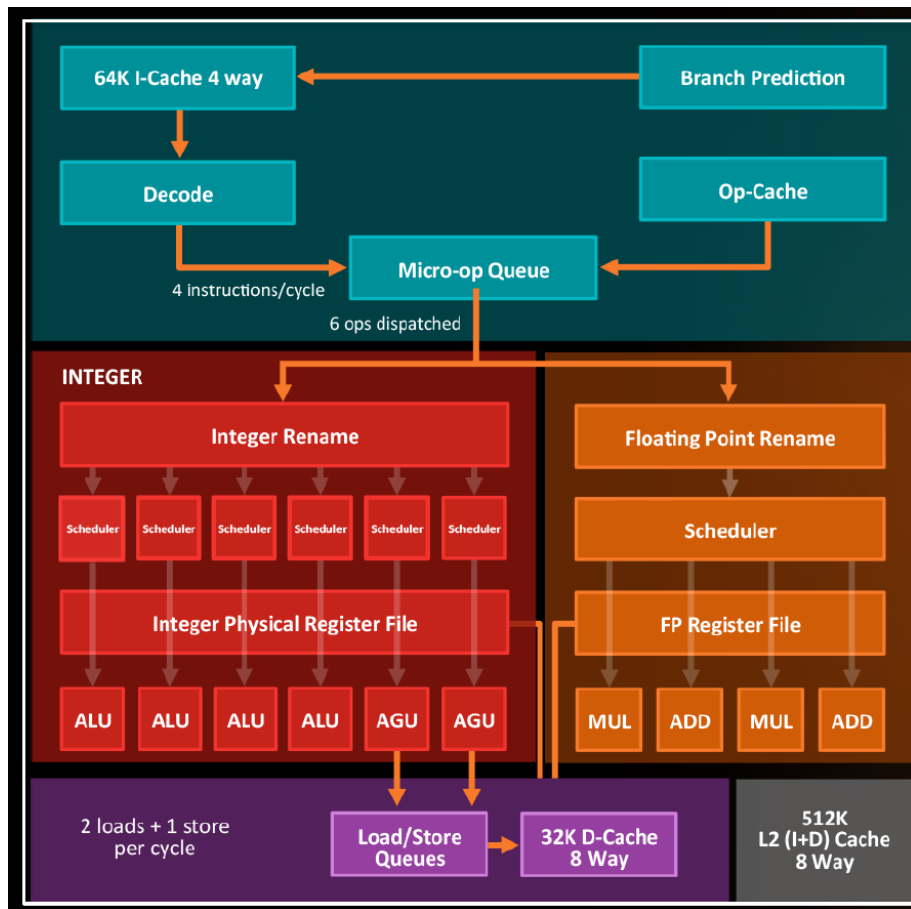 64K I-Cache 4 way
Branch Prediction
Decode
Op-Cache
Micro-op Queue
4 instructions/cycle
6 ops dispatched
INTEGER
Integer Rename
Floating Point Rename
Scheduler
Scheduler
Scheduler
Scheduler
Scheduler
Scheduler
Scheduler
Integer Physical Register File
FP Register File
ALU
ALU
ALU
ALU
AGU
AGU
MUL
ADD
MUL
ADD
2 loads + 1 store
per cycle
Load/Store
Queues
32K D-Cache
8 Way
512K
L2 (I+D) Cache
8 Way